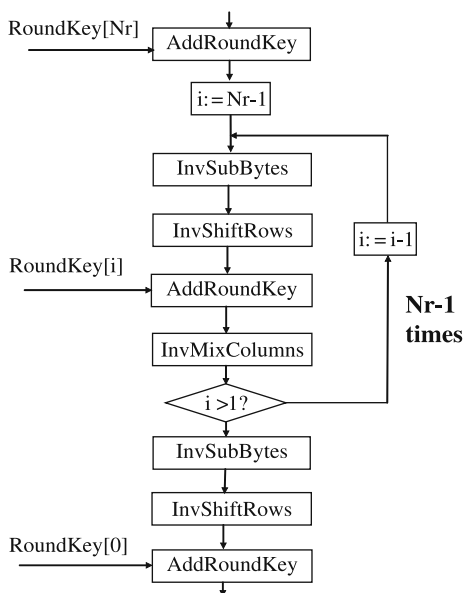 RoundKey[Nr]
AddRoundKey
i:= Nr-1
InvSubBytes
InvShiftRows
i:= i-1
RoundKey[i]
AddRoundKey
Nr-1
times
InvMixColumns
i >1?
InvSubBytes
InvShiftRows
RoundKey[0]
AddRoundKey